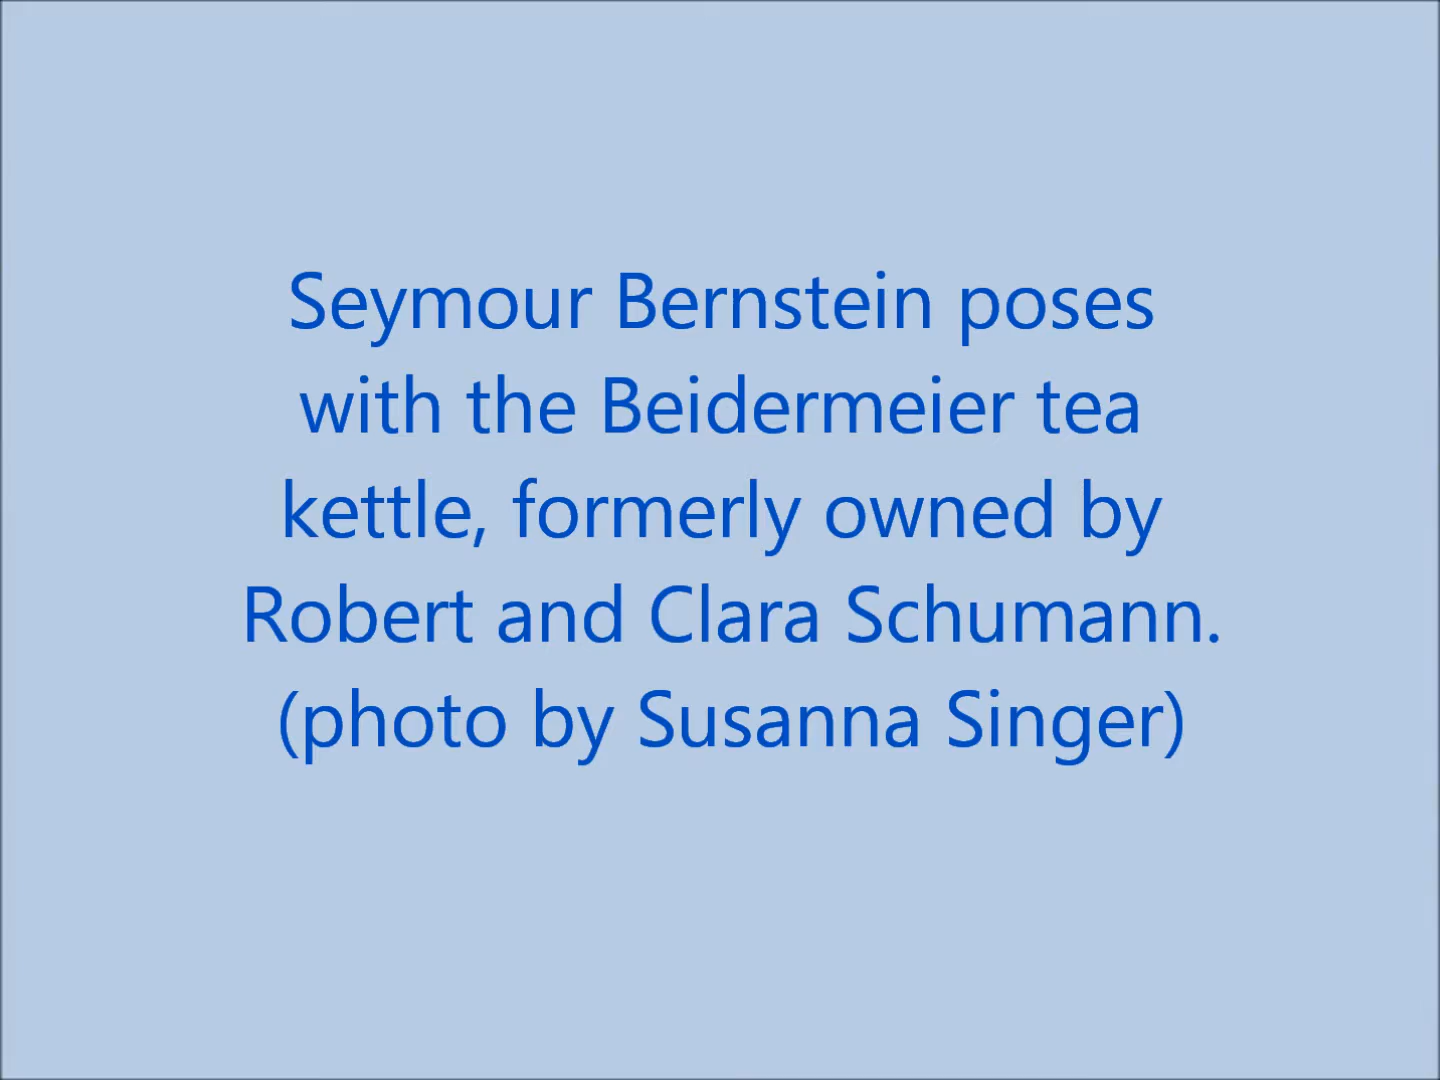 Seymour Bernstein poses
with the Beidermeier tea
kettle, formerly owned by
Robert and Clara Schumann.
(photo by Susanna Singer)